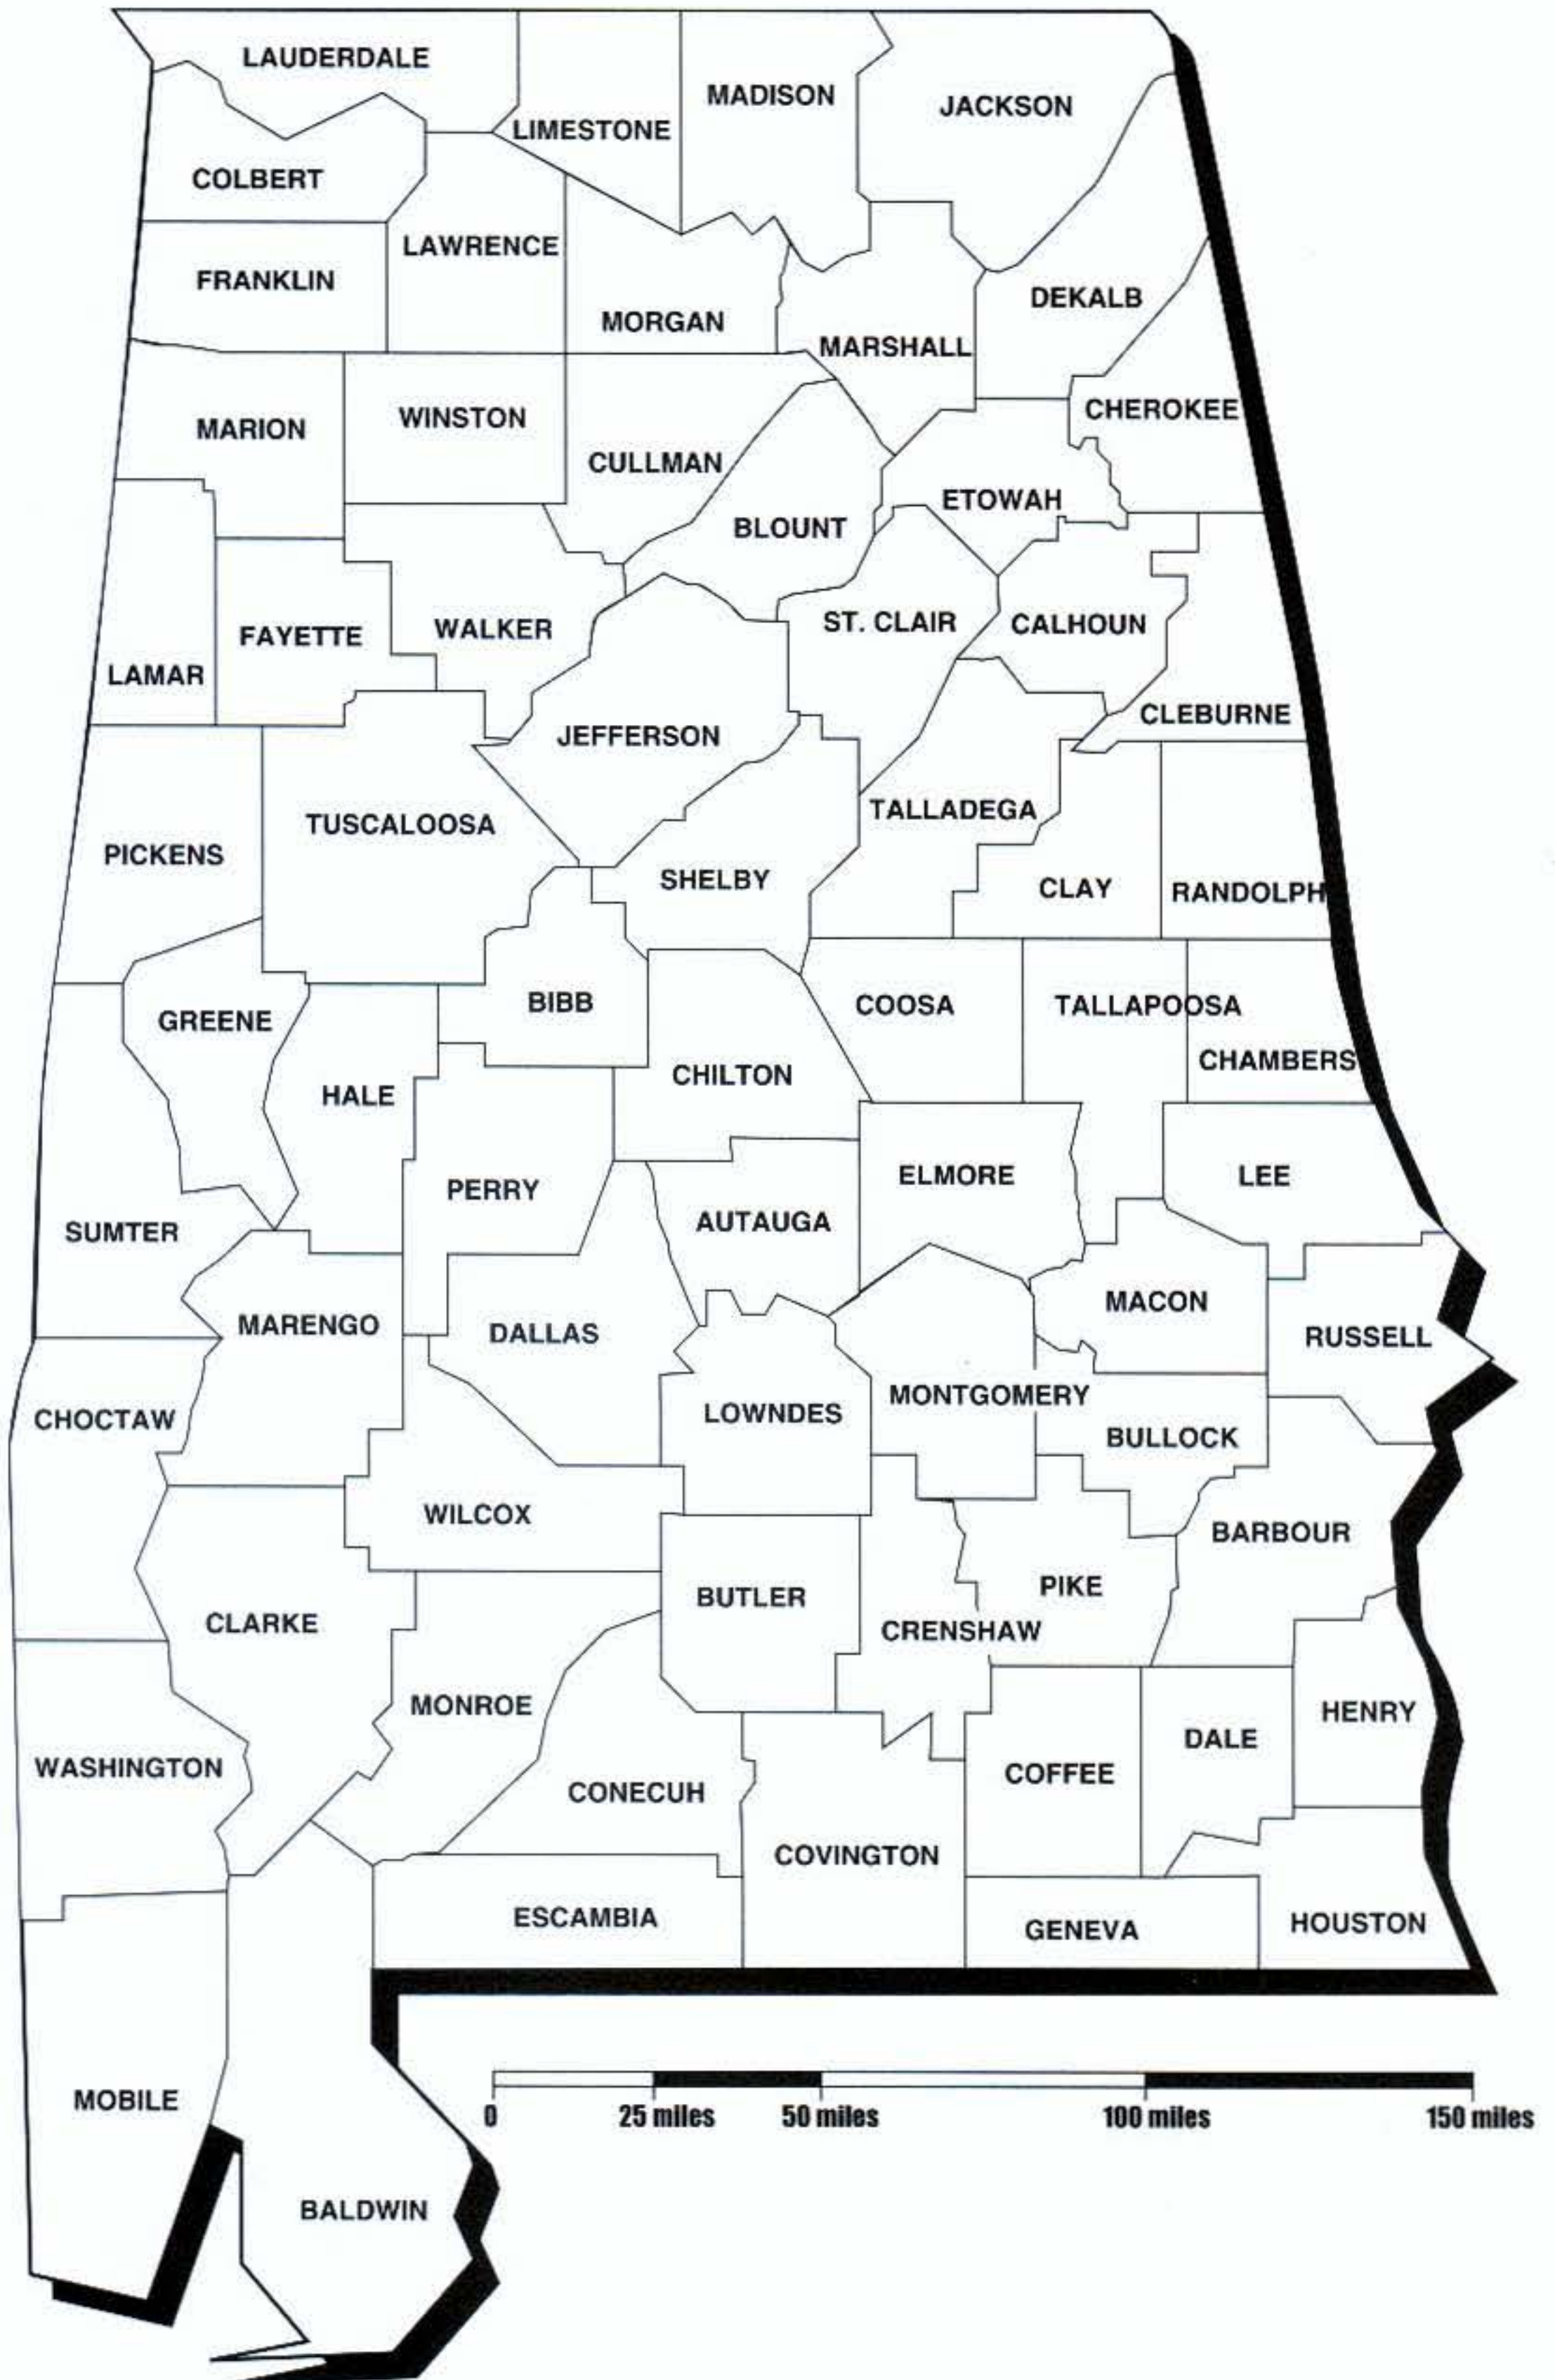 LAUDERDALE
LIMESTONE
MADISON
JACKSON
COLBERT
LAWRENCE
FRANKLIN
MORGAN
DEKALB
MARSHALL
MARION
WINSTON
CULLMAN
CHEROKEE
BLOUNT
ETOWAH
LAMAR
FAYETTE
WALKER
ST. CLAIR
CALHOUN
JEFFERSON
CLEBURNE
PICKENS
TUSCALOOSA
SHELBY
TALLADEGA
CLAY
RANDOLPH
GREENE
BIBB
COOSA
TALLAPOOSA
HALE
CHILTON
CHAMBERS
SUMTER
PERRY
AUTAUGA
ELMORE
LEE
MARENGO
DALLAS
MACON
RUSSELL
CHOCTAW
LOWNDES
MONTGOMERY
BULLOCK
WILCOX
BARBOUR
CLARKE
BUTLER
PIKE
CRENSHAW
MONROE
HENRY
WASHINGTON
CONECUH
COFFEE
DALE
COVINGTON
ESCAMBIA
GENEVA
HOUSTON
MOBILE
0 25 miles 50 miles 100 miles 150 miles
BALDWIN